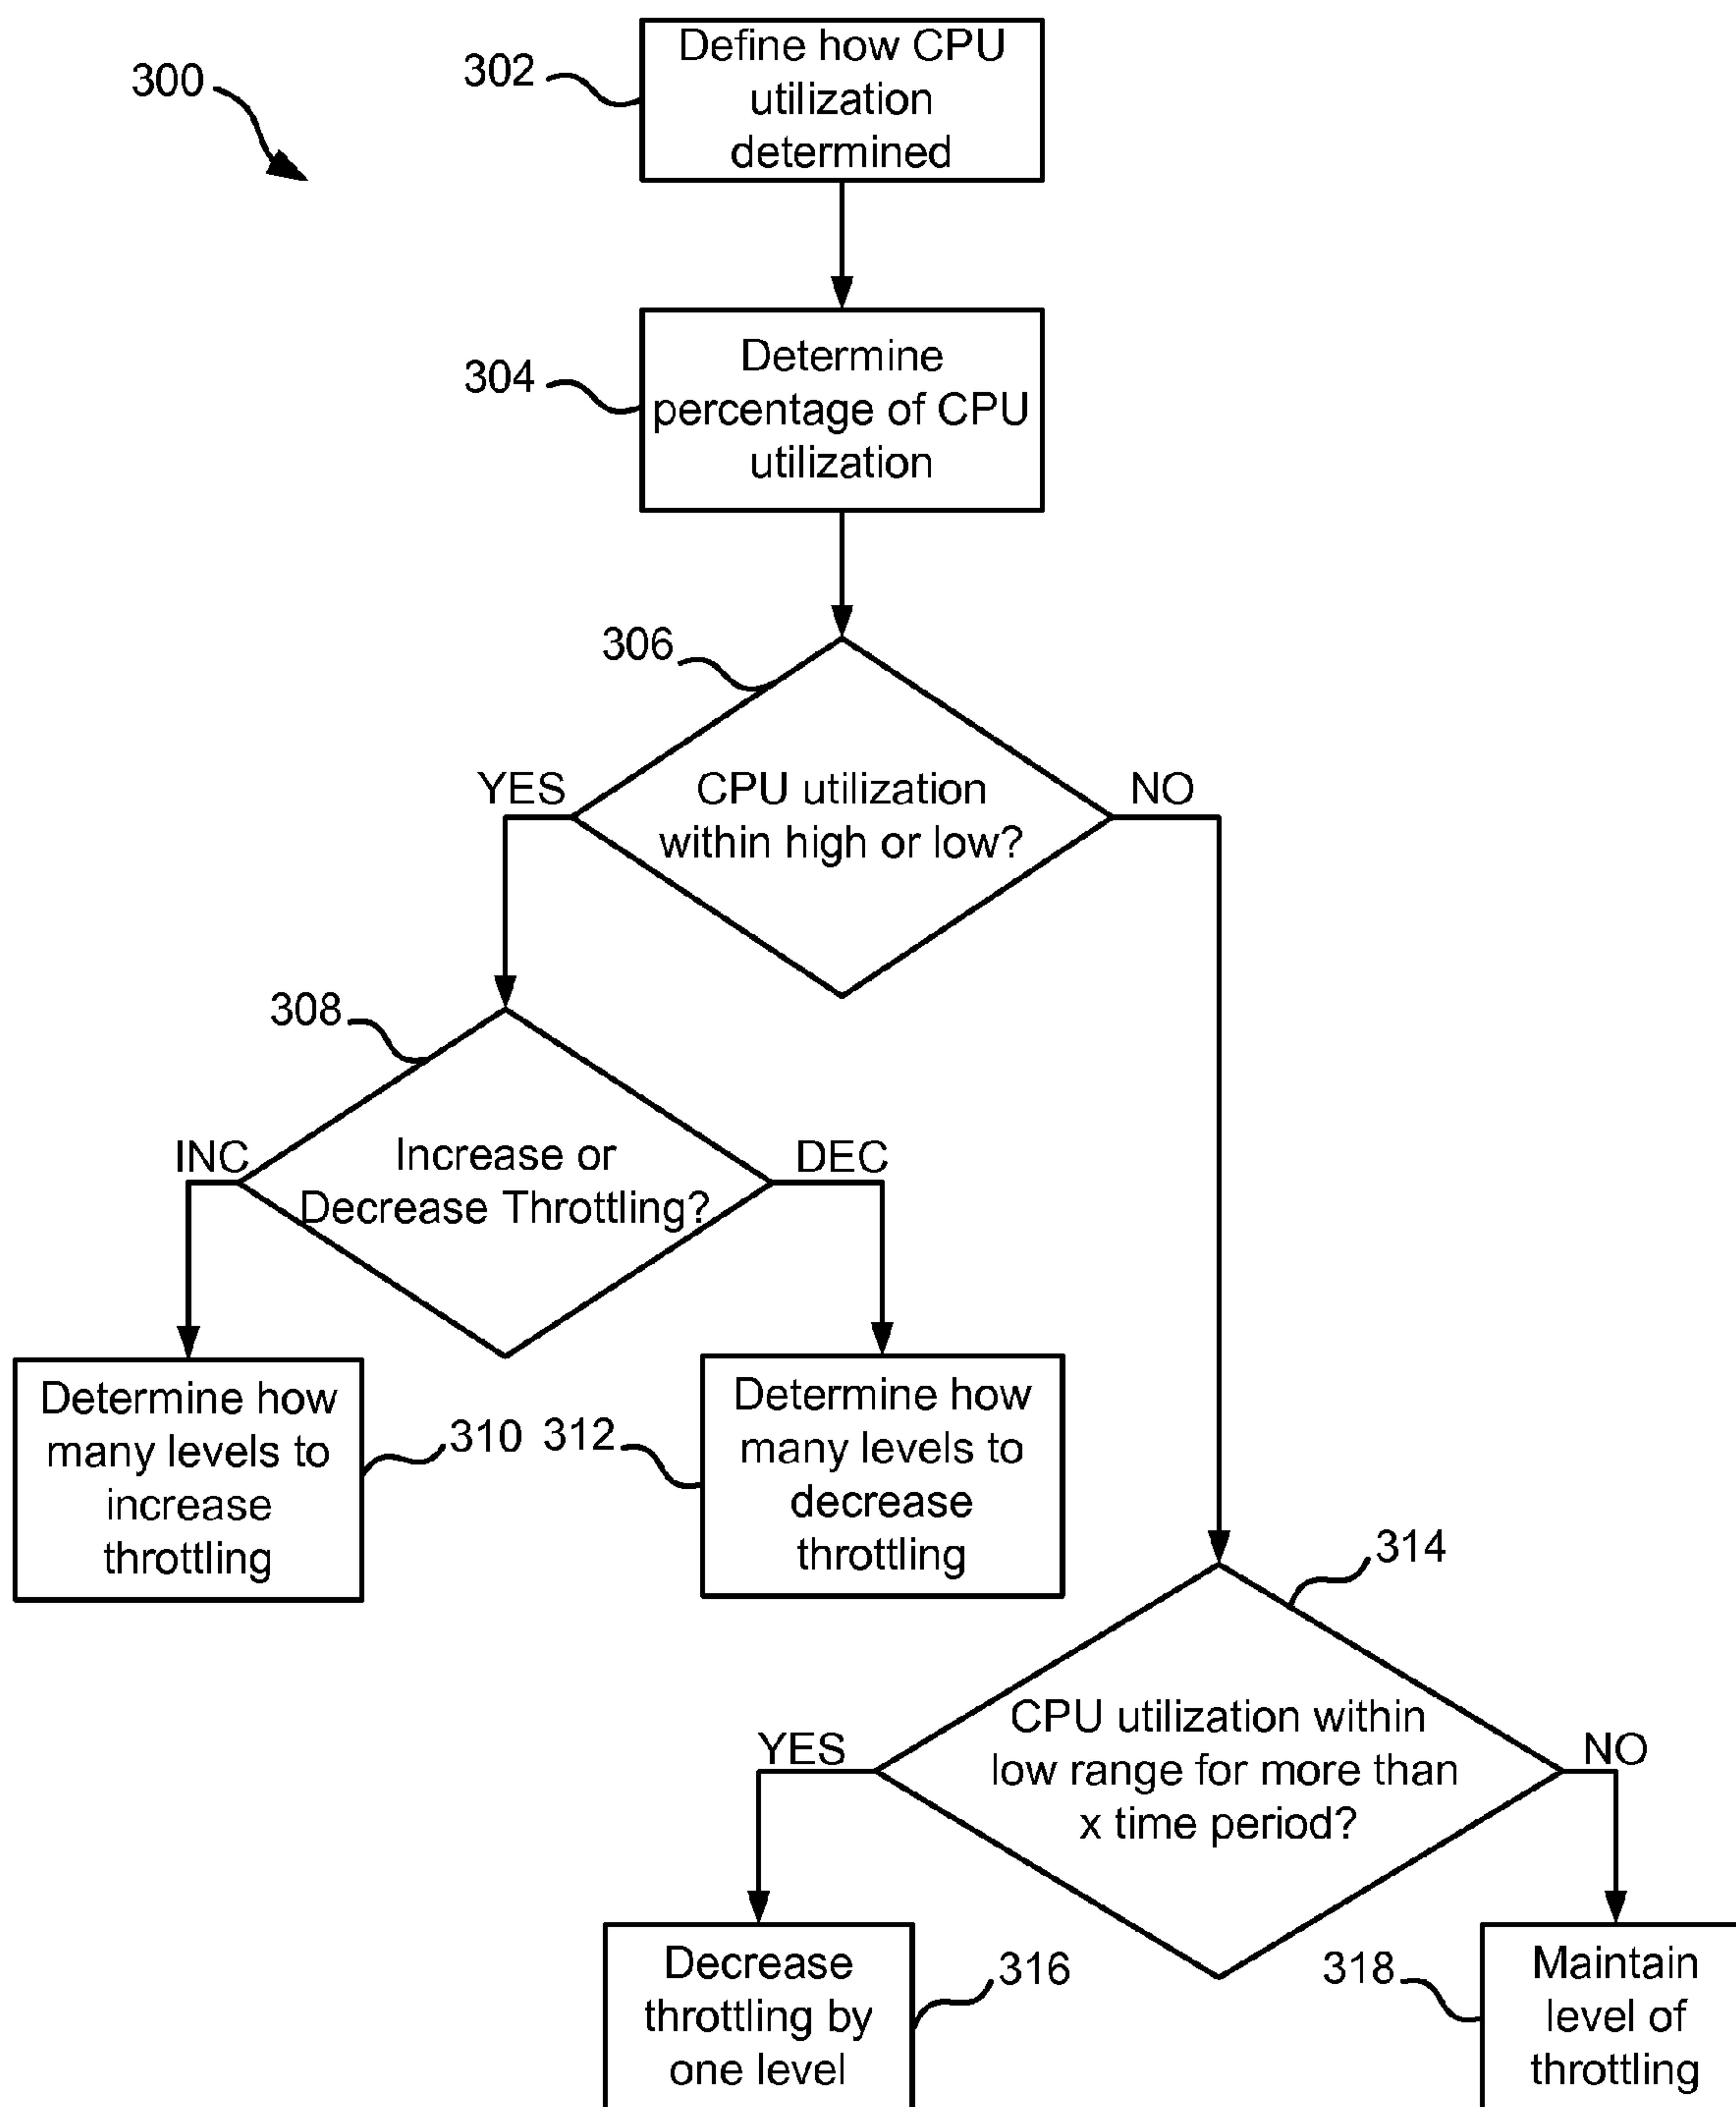 300
302
Define how CPU
utilization
determined
304
Determine
percentage of CPU
utilization
306
YES
CPU utilization
within high or low?
NO
308
INC
Increase or
Decrease Throttling?
DEC
Determine how
many levels to
increase
throttling
310
312
Determine how
many levels to
decrease
throttling
314
YES
CPU utilization within
low range for more than
x time period?
NO
Decrease
throttling by
one level
316
318
Maintain
level of
throttling